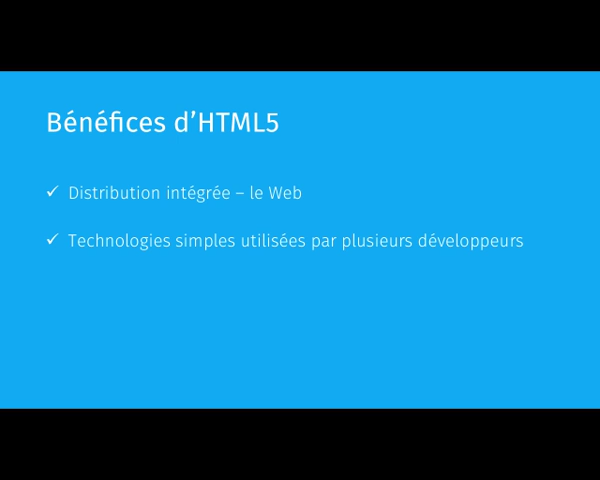 Bénéfices d’HTML5
✓ Distribution intégrée – le Web
✓ Technologies simples utilisées par plusieurs développeurs